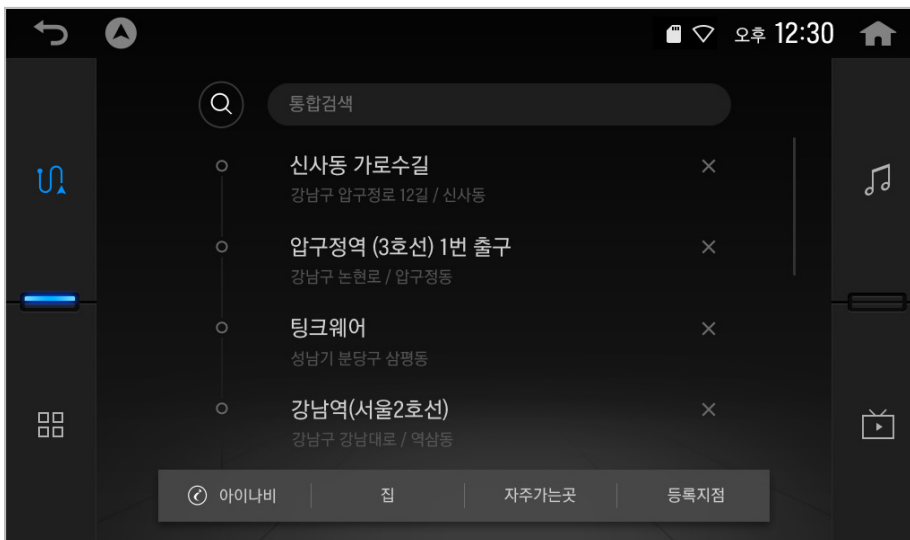 오후 12:30
통합검색
신사동 가로수길
강남구 압구정로 12길 / 신사동
압구정역 (3호선) 1번 출구
강남구 논현로 / 압구정동
팅크웨어
성남기 분당구 삼평동
강남역(서울2호선)
강남구 강남대로 / 역삼동
아이나비 집 자주가는곳 등록지점